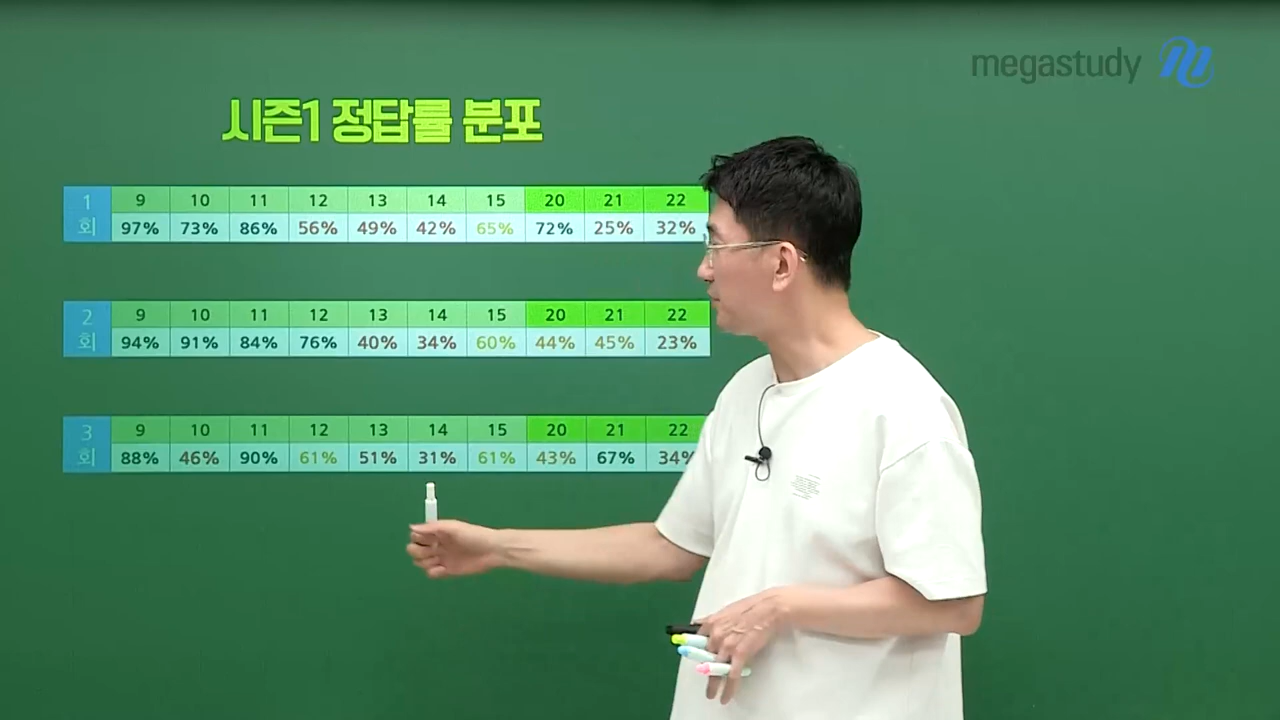 megastudy
시즌1 정답률 분포
1회 9 10 11 12 13 14 15 20 21 22
97% 73% 86% 56% 49% 42% 65% 72% 25% 32%
2회 9 10 11 12 13 14 15 20 21 22
94% 91% 84% 76% 40% 34% 60% 44% 45% 23%
3회 9 10 11 12 13 14 15 20 21 22
88% 46% 90% 61% 51% 31% 61% 43% 67% 34%